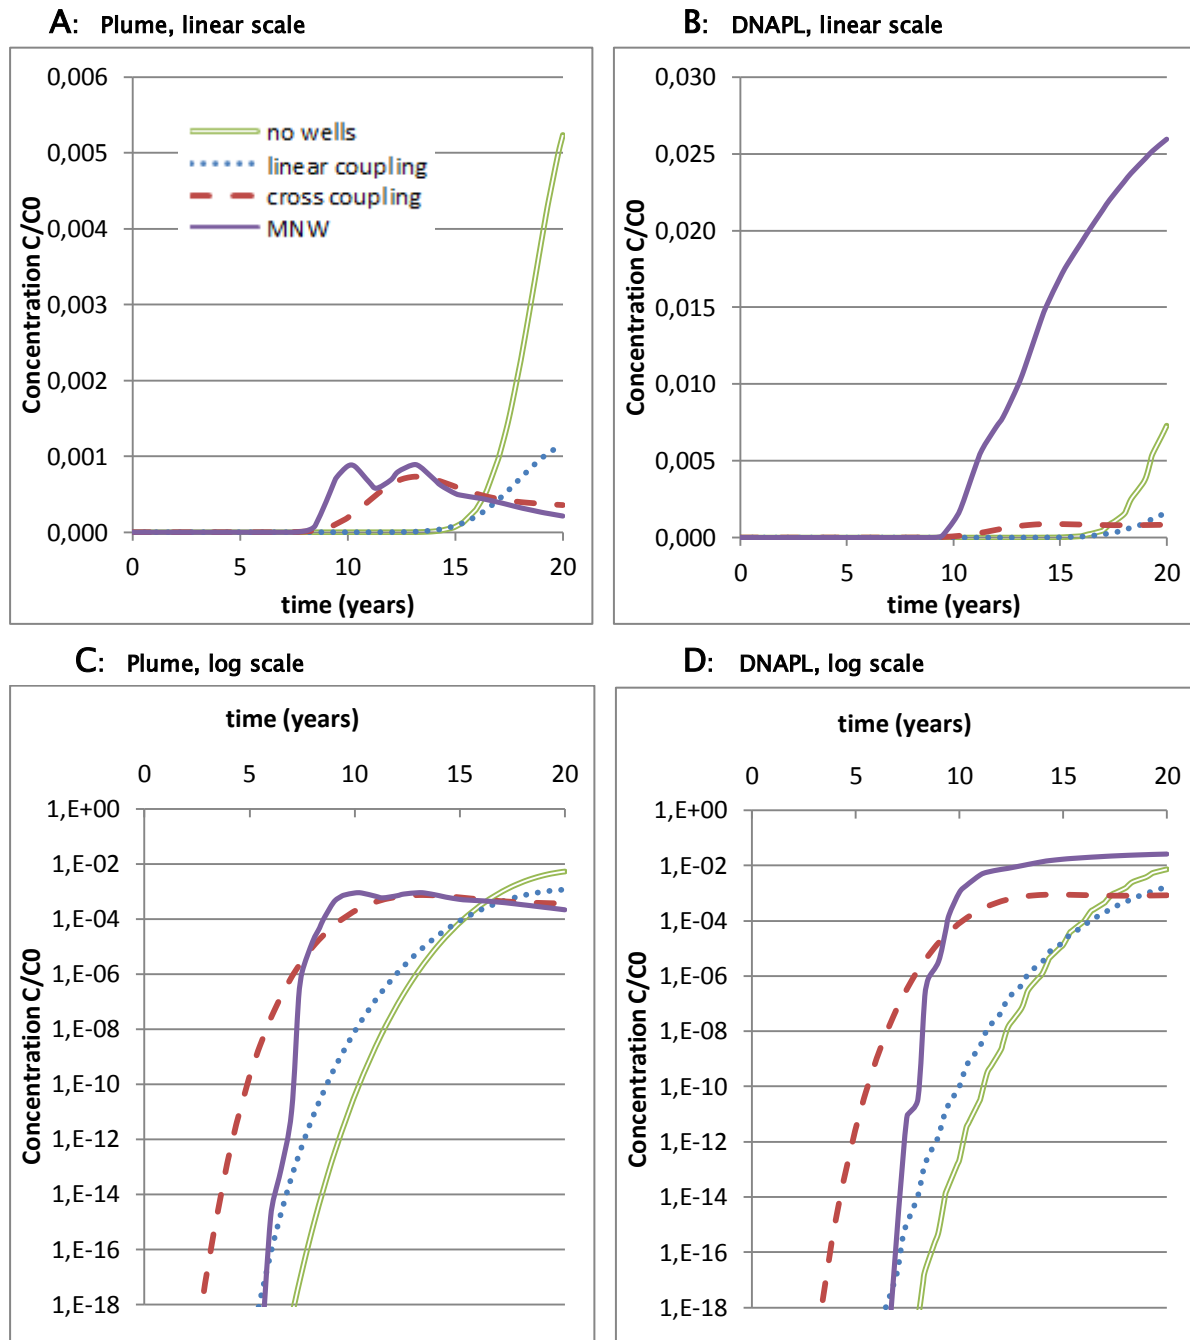 A: Plume, linear scale
0,006
0,005
0,004
0,003
0,002
0,001
0,000
Concentration C/C0
no wells
linear coupling
cross coupling
MNW
0 5 10 15 20
time (years)
B: DNAPL, linear scale
0,030
0,025
0,020
0,015
0,010
0,005
0,000
Concentration C/C0
0 5 10 15 20
time (years)
C: Plume, log scale
time (years)
0 5 10 15 20
1,E+00
1,E-02
1,E-04
1,E-06
1,E-08
1,E-10
1,E-12
1,E-14
1,E-16
1,E-18
Concentration C/C0
D: DNAPL, log scale
time (years)
0 5 10 15 20
1,E+00
1,E-02
1,E-04
1,E-06
1,E-08
1,E-10
1,E-12
1,E-14
1,E-16
1,E-18
Concentration C/C0